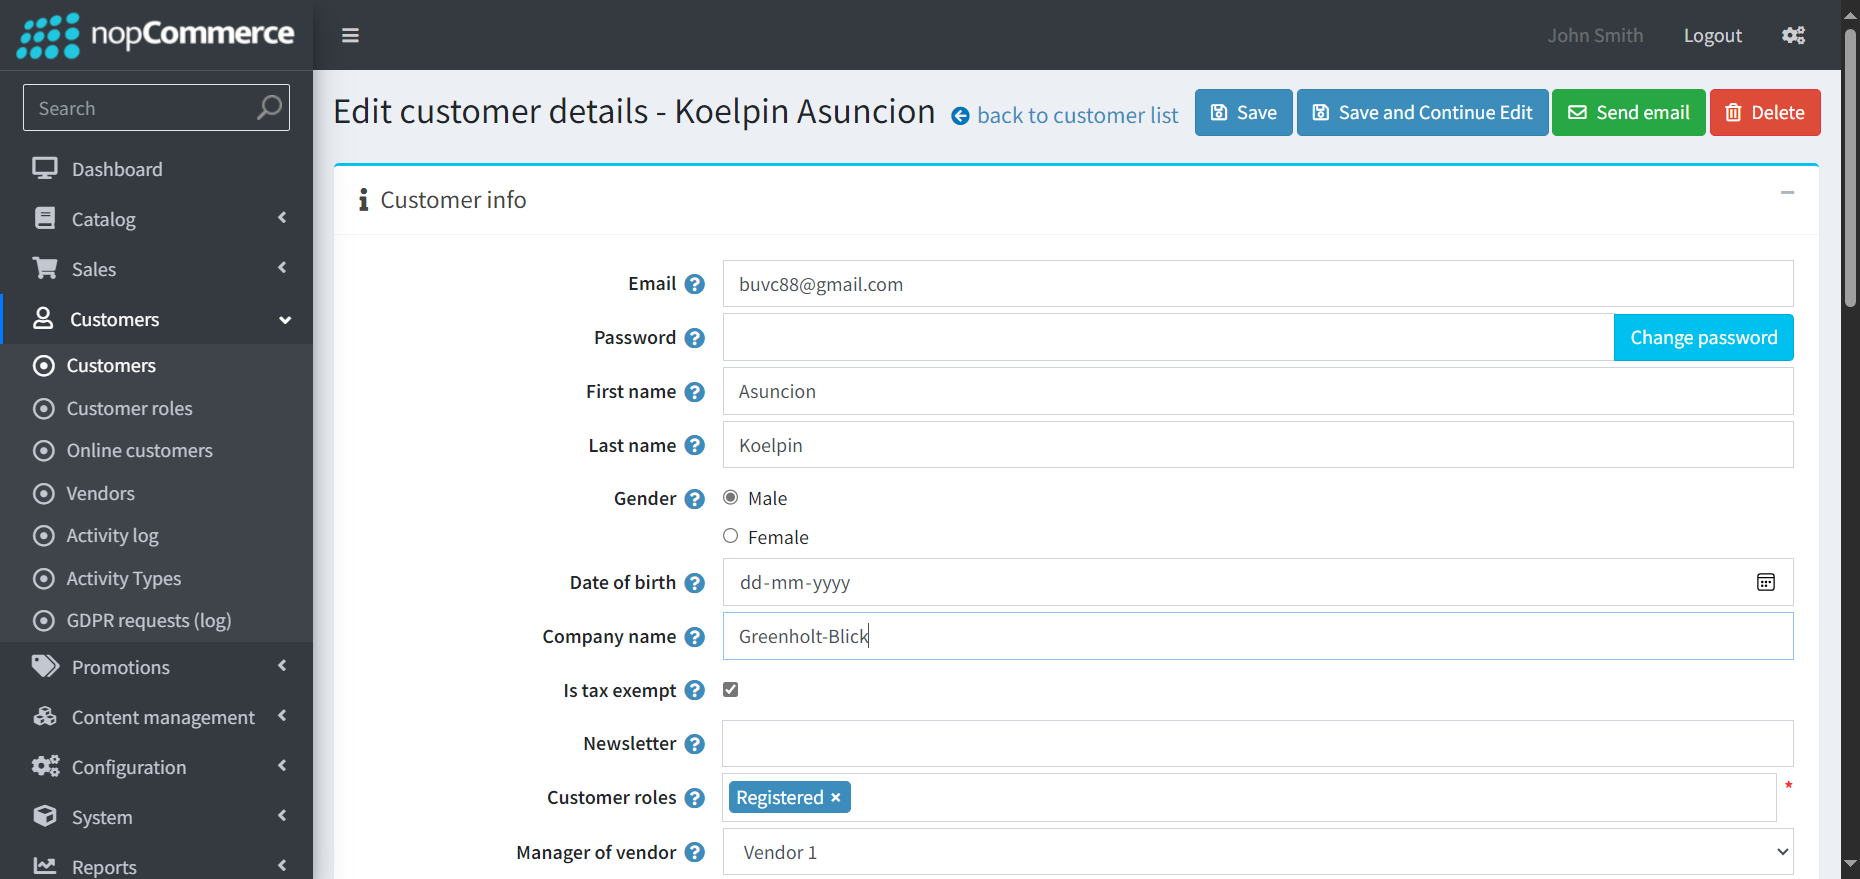 nopCommerce
John Smith
Logout
Search
Edit customer details - Koelpin Asuncion
back to customer list
Save
Save and Continue Edit
Send email
Delete
Dashboard
Catalog
Sales
Customers
Customers
Customer roles
Online customers
Vendors
Activity log
Activity Types
GDPR requests (log)
Promotions
Content management
Configuration
System
Reports
Customer info
Email buvc88@gmail.com
Password Change password
First name Asuncion
Last name Koelpin
Gender Male
Female
Date of birth dd-mm-yyyy
Company name Greenholt-Blick
Is tax exempt
Newsletter
Customer roles Registered × *
Manager of vendor Vendor 1